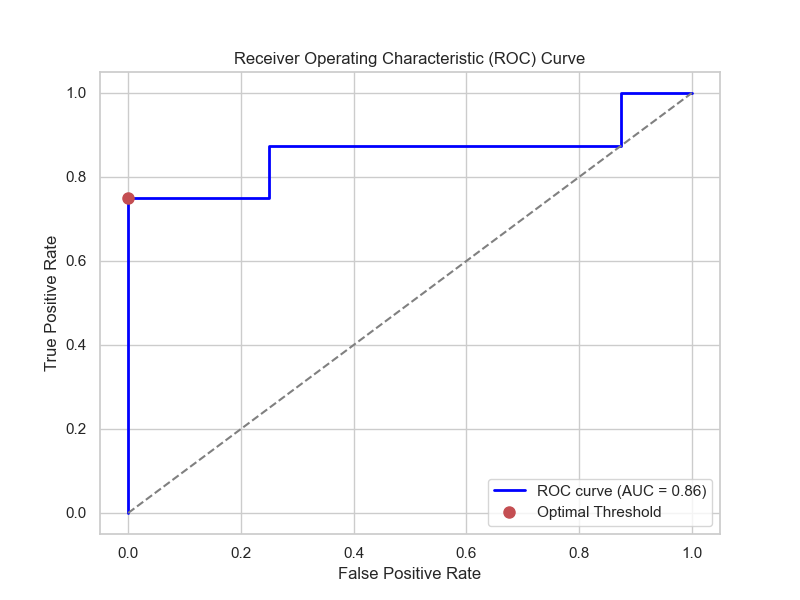 Receiver Operating Characteristic (ROC) Curve
True Positive Rate
1.0
0.8
0.6
0.4
0.2
0.0
0.0 0.2 0.4 0.6 0.8 1.0
False Positive Rate
ROC curve (AUC = 0.86)
Optimal Threshold